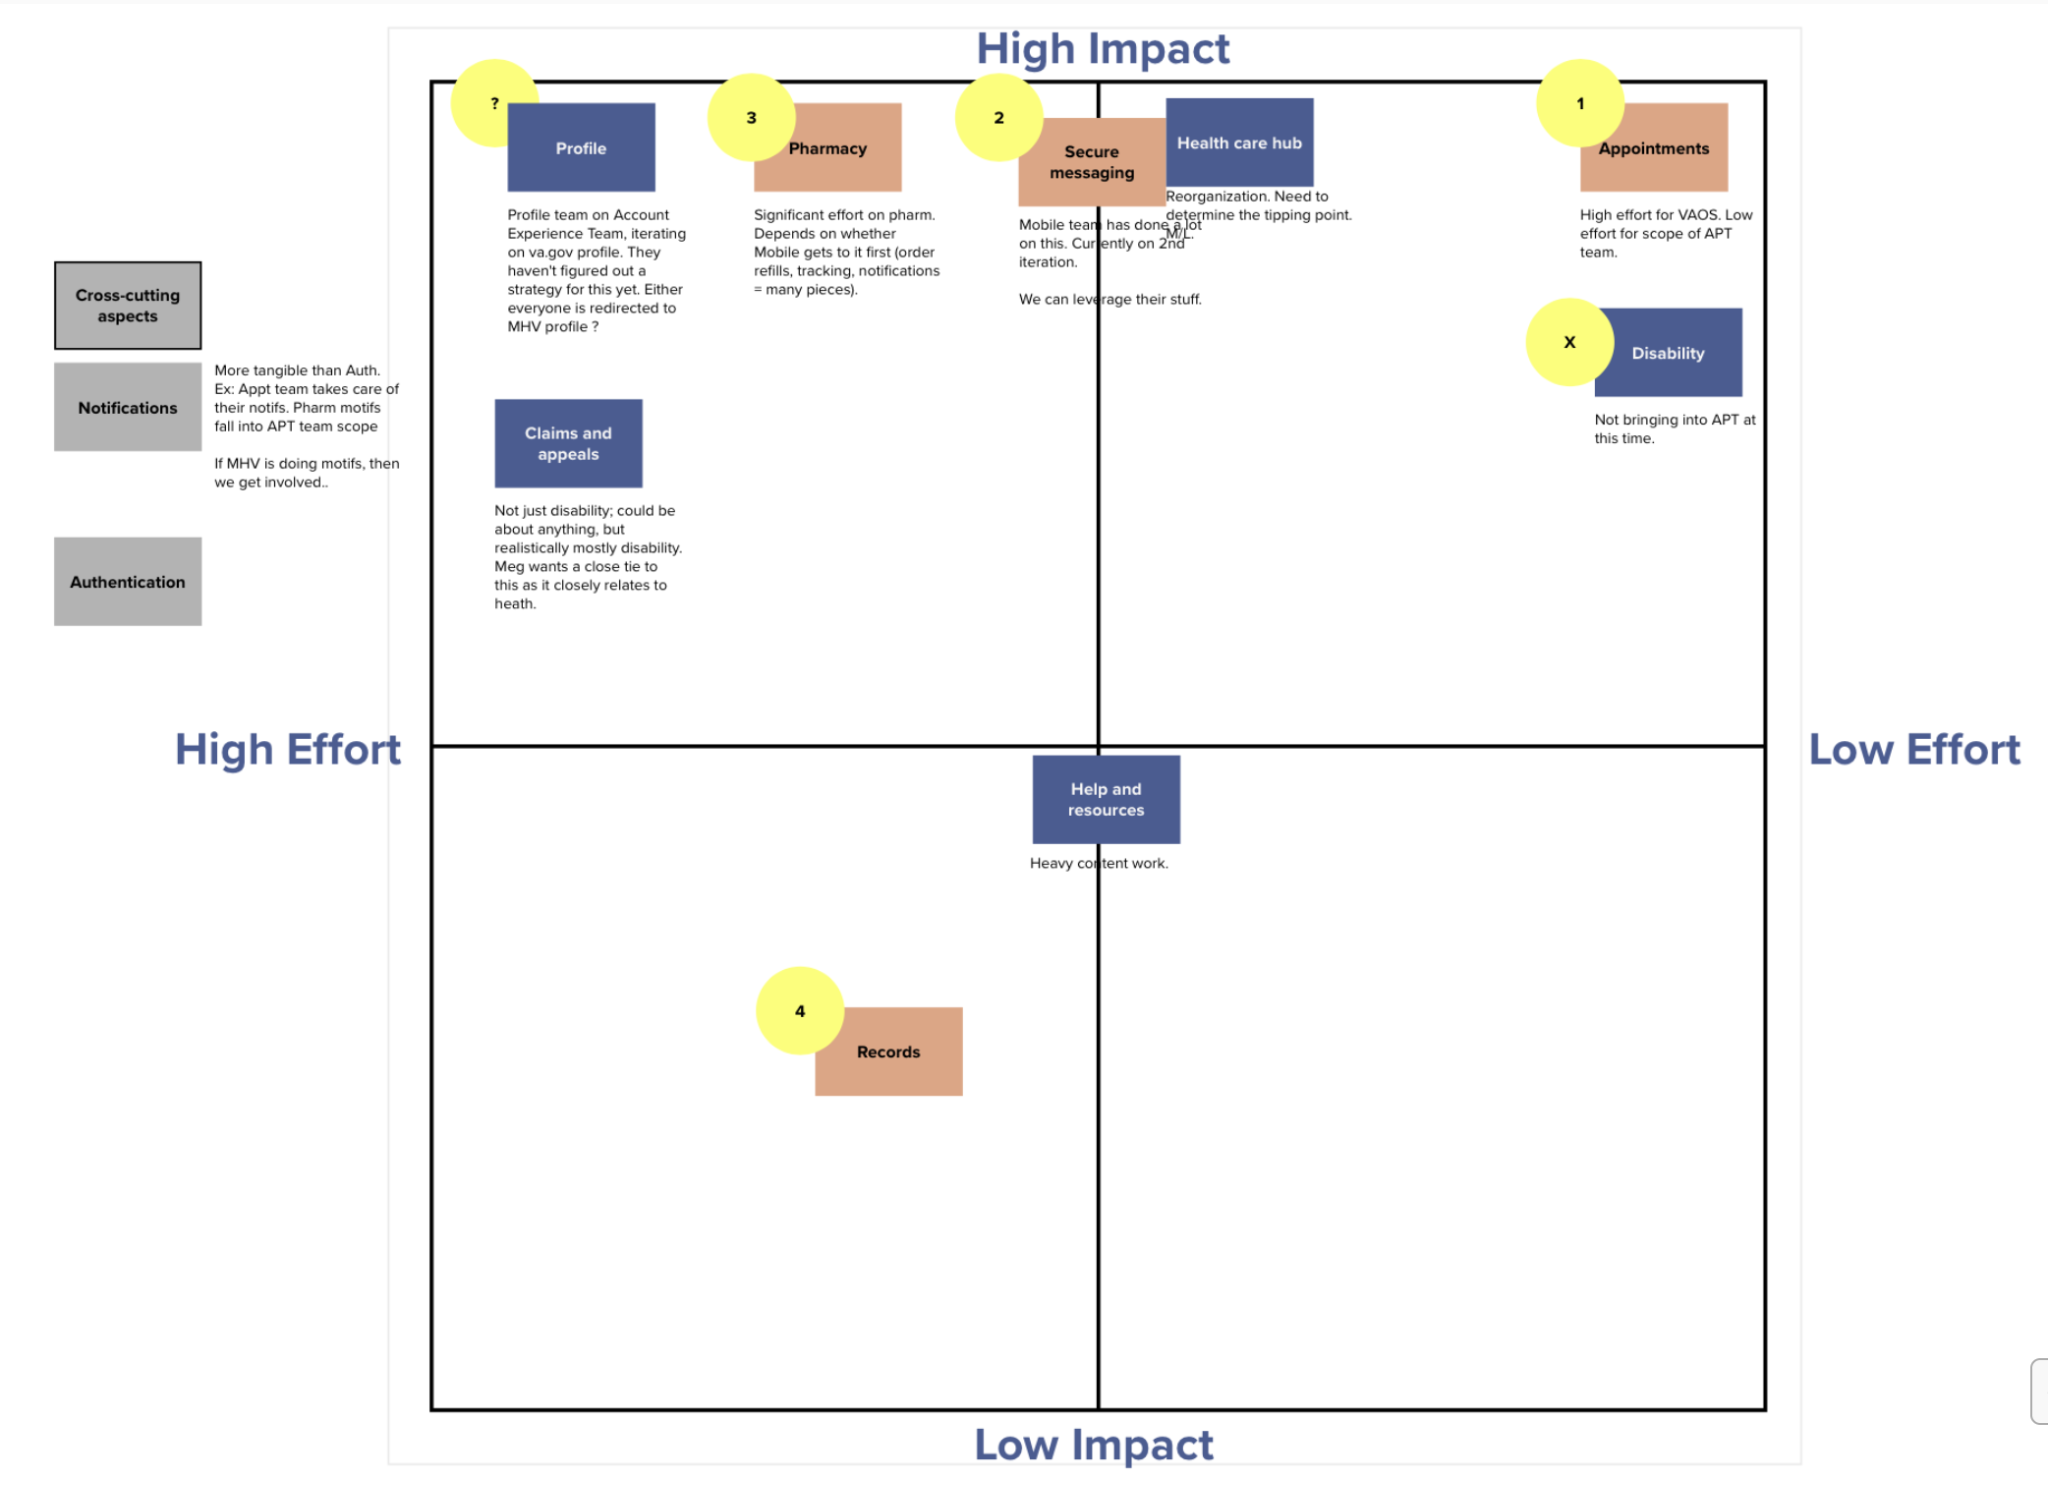 High Impact
?
Profile
Profile team on Account
Experience Team, iterating
on va.gov profile. They
haven't figured out a
strategy for this yet. Either
everyone is redirected to
MHV profile ?
3
Pharmacy
Significant effort on pharm.
Depends on whether
Mobile gets to it first (order
refills, tracking, notifications
= many pieces).
2
Secure
messaging
Mobile team has done a lot
on this. Currently on 2nd
iteration.
We can leverage their stuff.
Health care hub
Reorganization. Need to
determine the tipping point.
M/L.
1
Appointments
High effort for VAOS. Low
effort for scope of APT
team.
X
Disability
Not bringing into APT at
this time.
Cross-cutting
aspects
Notifications
More tangible than Auth.
Ex: Appt team takes care of
their notifs. Pharm motifs
fall into APT team scope
If MHV is doing motifs, then
we get involved..
Authentication
Claims and
appeals
Not just disability; could be
about anything, but
realistically mostly disability.
Meg wants a close tie to
this as it closely relates to
heath.
High Effort
Low Effort
Help and
resources
Heavy content work.
4
Records
Low Impact